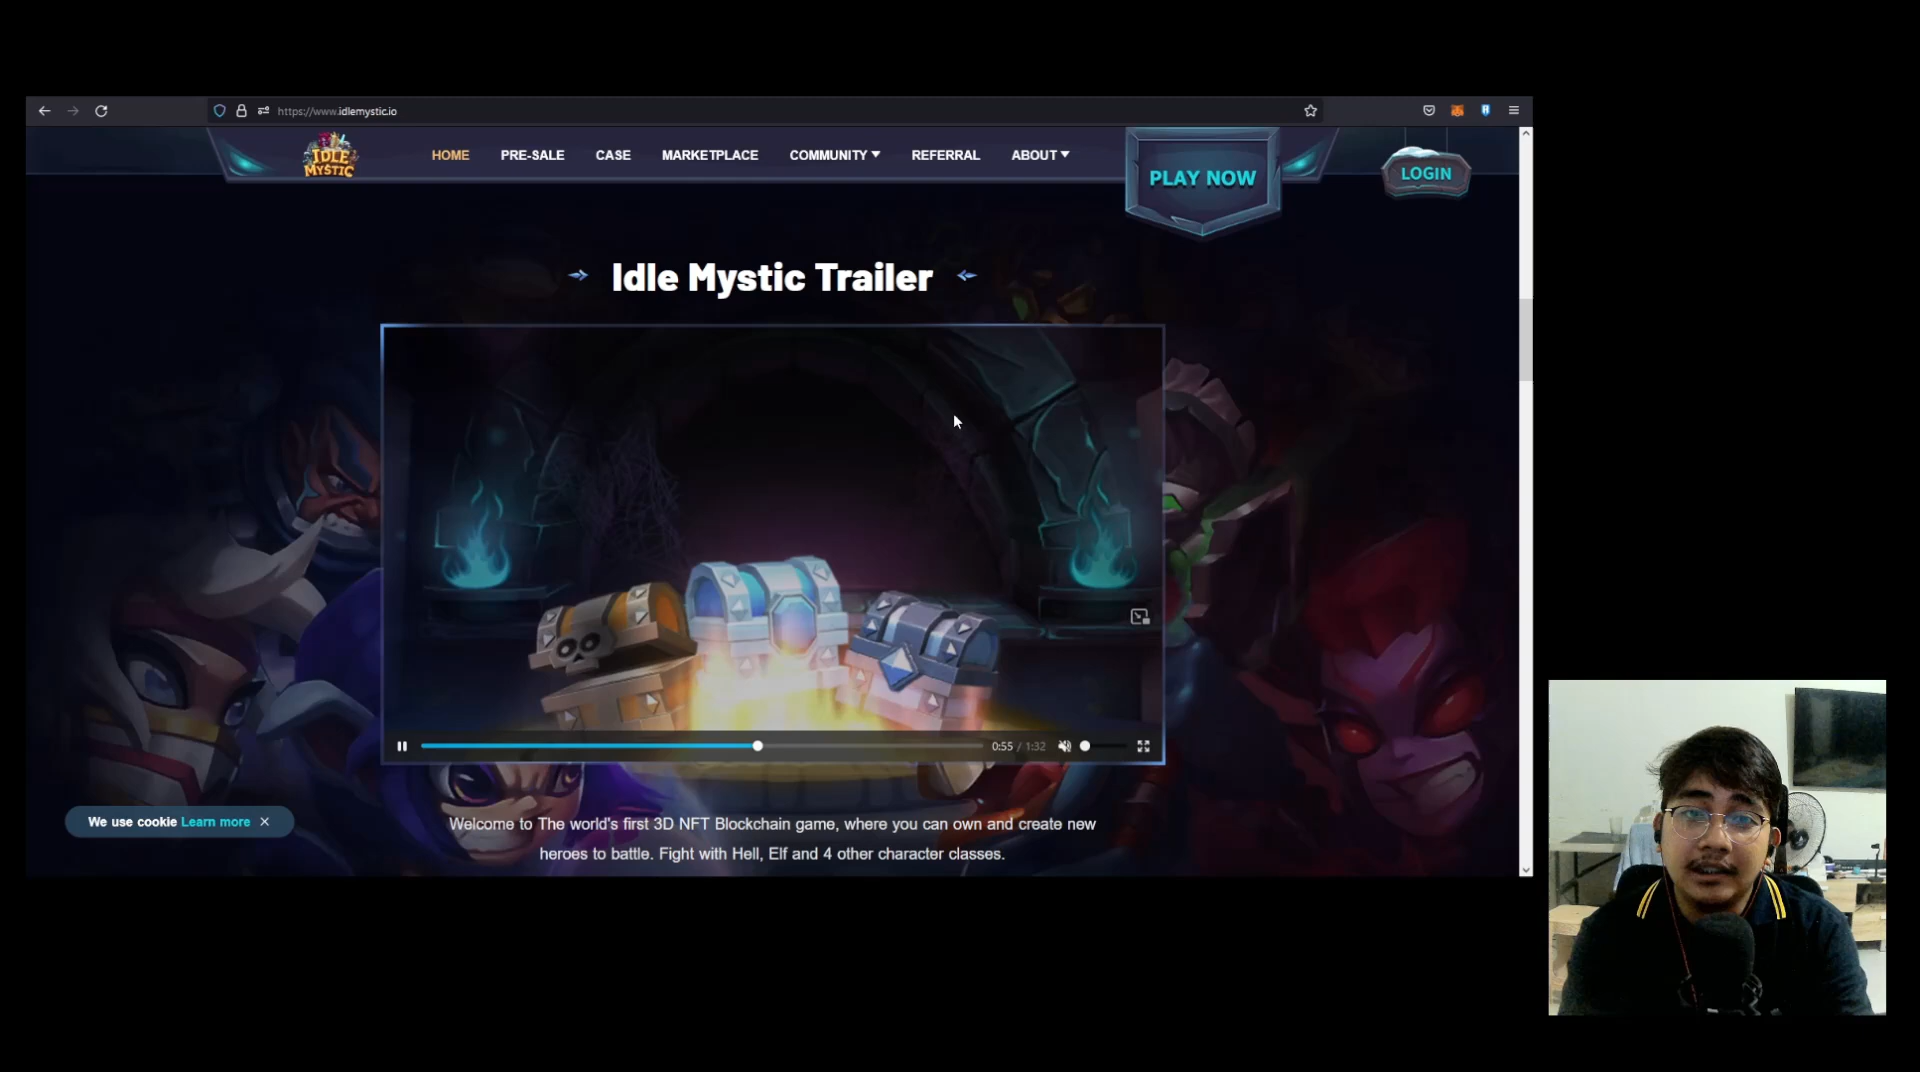 https://www.idlemystic.io
IDLE
MYSTIC
HOME
PRE-SALE
CASE
MARKETPLACE
COMMUNITY
REFERRAL
ABOUT
PLAY NOW
LOGIN
Idle Mystic Trailer
0:55 / 1:32
We use cookie Learn more
Welcome to The world's first 3D NFT Blockchain game, where you can own and create new
heroes to battle. Fight with Hell, Elf and 4 other character classes.